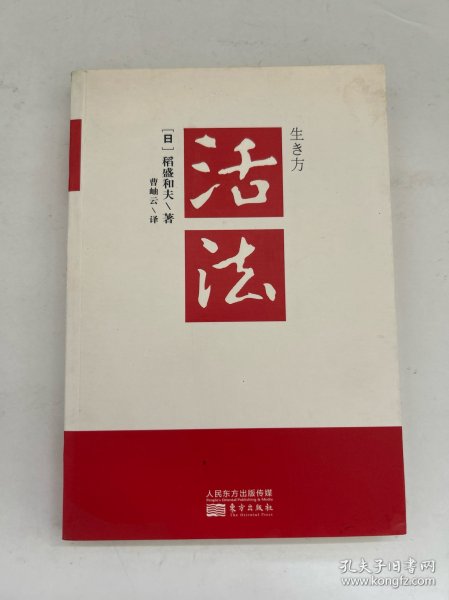 生き方
活法
[日] 稻盛和夫\著
曹岫云\译
人民东方出版传媒
People's Oriental Publishing & Media
东方出版社
The Oriental Press
孔夫子旧书网
www.kongfz.com